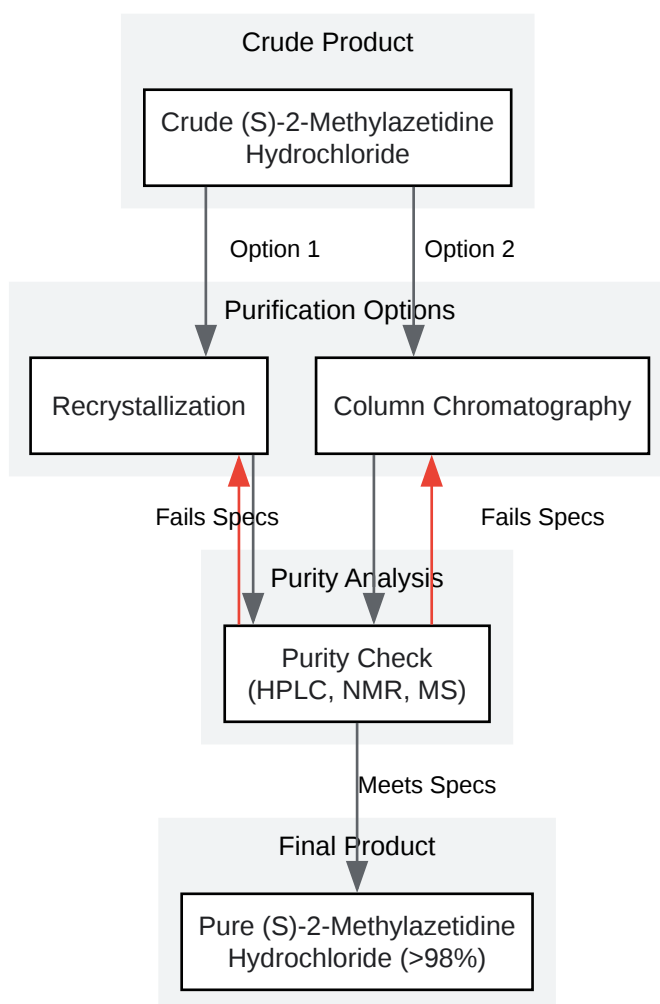 Crude Product
Crude (S)-2-Methylazetidine
Hydrochloride
Option 1
Option 2
Purification Options
Recrystallization
Column Chromatography
Fails Specs
Fails Specs
Purity Analysis
Purity Check
(HPLC, NMR, MS)
Meets Specs
Final Product
Pure (S)-2-Methylazetidine
Hydrochloride (>98%)